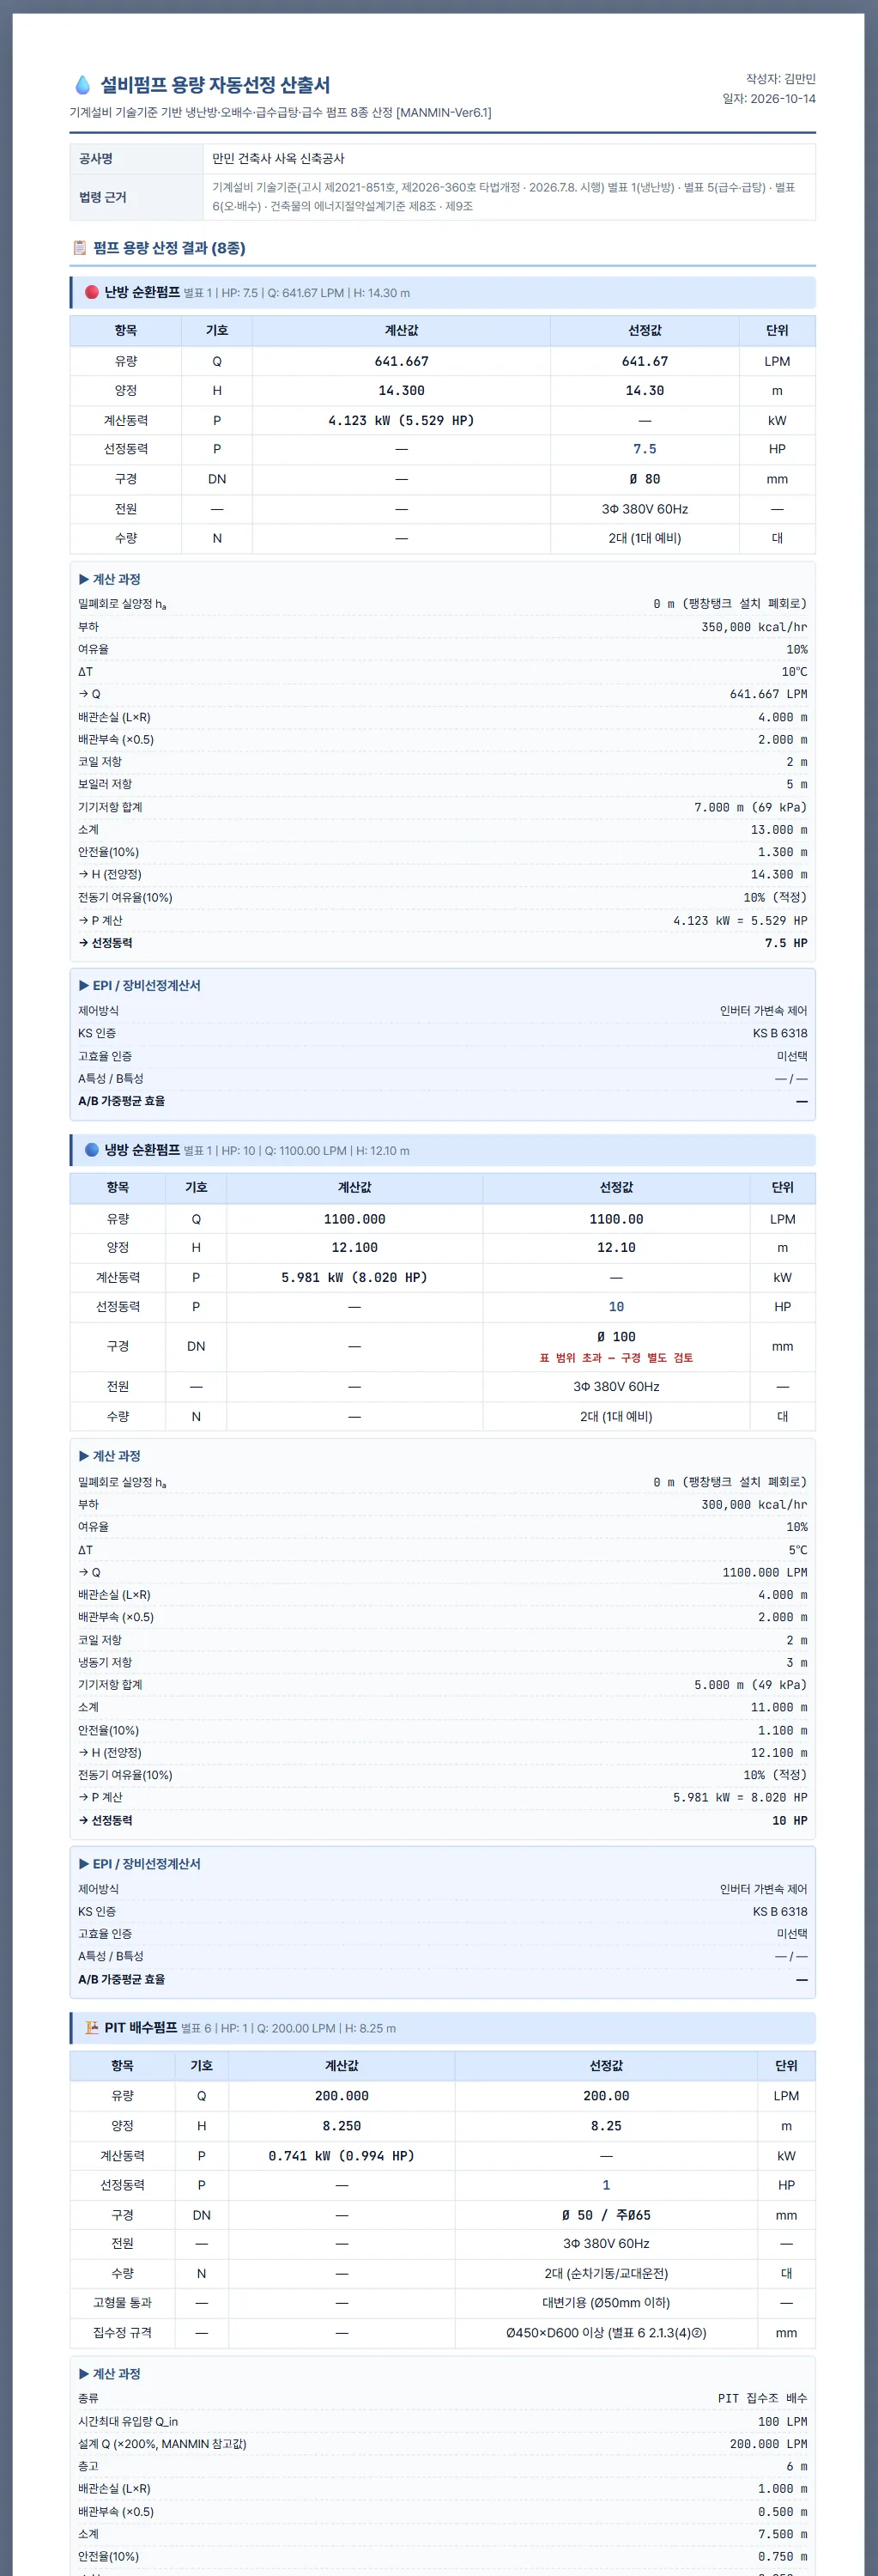 💧 설비펌프 용량 자동선정 산출서
작성자: 김만민
일자: 2026-10-14
기계설비 기술기준 기반 냉난방·오배수·급수급탕·급수 펌프 8종 산정 [MANMIN-Ver6.1]
공사명 만민 건축사 사옥 신축공사
법령 근거 기계설비 기술기준(고시 제2021-851호, 제2026-360호 타법개정 · 2026.7.8. 시행) 별표 1(냉난방) · 별표 5(급수·급탕) · 별표
6(오·배수) · 건축물의 에너지절약설계기준 제8조 · 제9조
📋 펌프 용량 산정 결과 (8종)
🔴 난방 순환펌프 별표 1 | HP: 7.5 | Q: 641.67 LPM | H: 14.30 m
항목 기호 계산값 선정값 단위
유량 Q 641.667 641.67 LPM
양정 H 14.300 14.30 m
계산동력 P 4.123 kW (5.529 HP) — kW
선정동력 P — 7.5 HP
구경 DN — Ø 80 mm
전원 — — 3Φ 380V 60Hz —
수량 N — 2대 (1대 예비) 대
▶ 계산 과정
밀폐회로 실양정 hₐ 0 m (팽창탱크 설치 폐회로)
부하 350,000 kcal/hr
여유율 10%
ΔT 10℃
→ Q 641.667 LPM
배관손실 (L×R) 4.000 m
배관부속 (×0.5) 2.000 m
코일 저항 2 m
보일러 저항 5 m
기기저항 합계 7.000 m (69 kPa)
소계 13.000 m
안전율(10%) 1.300 m
→ H (전양정) 14.300 m
전동기 여유율(10%) 10% (적정)
→ P 계산 4.123 kW = 5.529 HP
→ 선정동력 7.5 HP
▶ EPI / 장비선정계산서
제어방식 인버터 가변속 제어
KS 인증 KS B 6318
고효율 인증 미선택
A특성 / B특성 — / —
A/B 가중평균 효율 —
🔵 냉방 순환펌프 별표 1 | HP: 10 | Q: 1100.00 LPM | H: 12.10 m
항목 기호 계산값 선정값 단위
유량 Q 1100.000 1100.00 LPM
양정 H 12.100 12.10 m
계산동력 P 5.981 kW (8.020 HP) — kW
선정동력 P — 10 HP
구경 DN — Ø 100 mm
표 범위 초과 — 구경 별도 검토
전원 — — 3Φ 380V 60Hz —
수량 N — 2대 (1대 예비) 대
▶ 계산 과정
밀폐회로 실양정 hₐ 0 m (팽창탱크 설치 폐회로)
부하 300,000 kcal/hr
여유율 10%
ΔT 5℃
→ Q 1100.000 LPM
배관손실 (L×R) 4.000 m
배관부속 (×0.5) 2.000 m
코일 저항 2 m
냉동기 저항 3 m
기기저항 합계 5.000 m (49 kPa)
소계 11.000 m
안전율(10%) 1.100 m
→ H (전양정) 12.100 m
전동기 여유율(10%) 10% (적정)
→ P 계산 5.981 kW = 8.020 HP
→ 선정동력 10 HP
▶ EPI / 장비선정계산서
제어방식 인버터 가변속 제어
KS 인증 KS B 6318
고효율 인증 미선택
A특성 / B특성 — / —
A/B 가중평균 효율 —
🏗️ PIT 배수펌프 별표 6 | HP: 1 | Q: 200.00 LPM | H: 8.25 m
항목 기호 계산값 선정값 단위
유량 Q 200.000 200.00 LPM
양정 H 8.250 8.25 m
계산동력 P 0.741 kW (0.994 HP) — kW
선정동력 P — 1 HP
구경 DN — Ø 50 / 주Ø65 mm
전원 — — 3Φ 380V 60Hz —
수량 N — 2대 (순차기동/교대운전) 대
고형물 통과 — — 대변기용 (Ø50mm 이하) —
집수정 규격 — — Ø450×D600 이상 (별표 6 2.1.3(4)②) mm
▶ 계산 과정
종류 PIT 집수조 배수
시간최대 유입량 Q_in 100 LPM
설계 Q (×200%, MANMIN 참고값) 200.000 LPM
층고 6 m
배관손실 (L×R) 1.000 m
배관부속 (×0.5) 0.500 m
소계 7.500 m
안전율(10%) 0.750 m